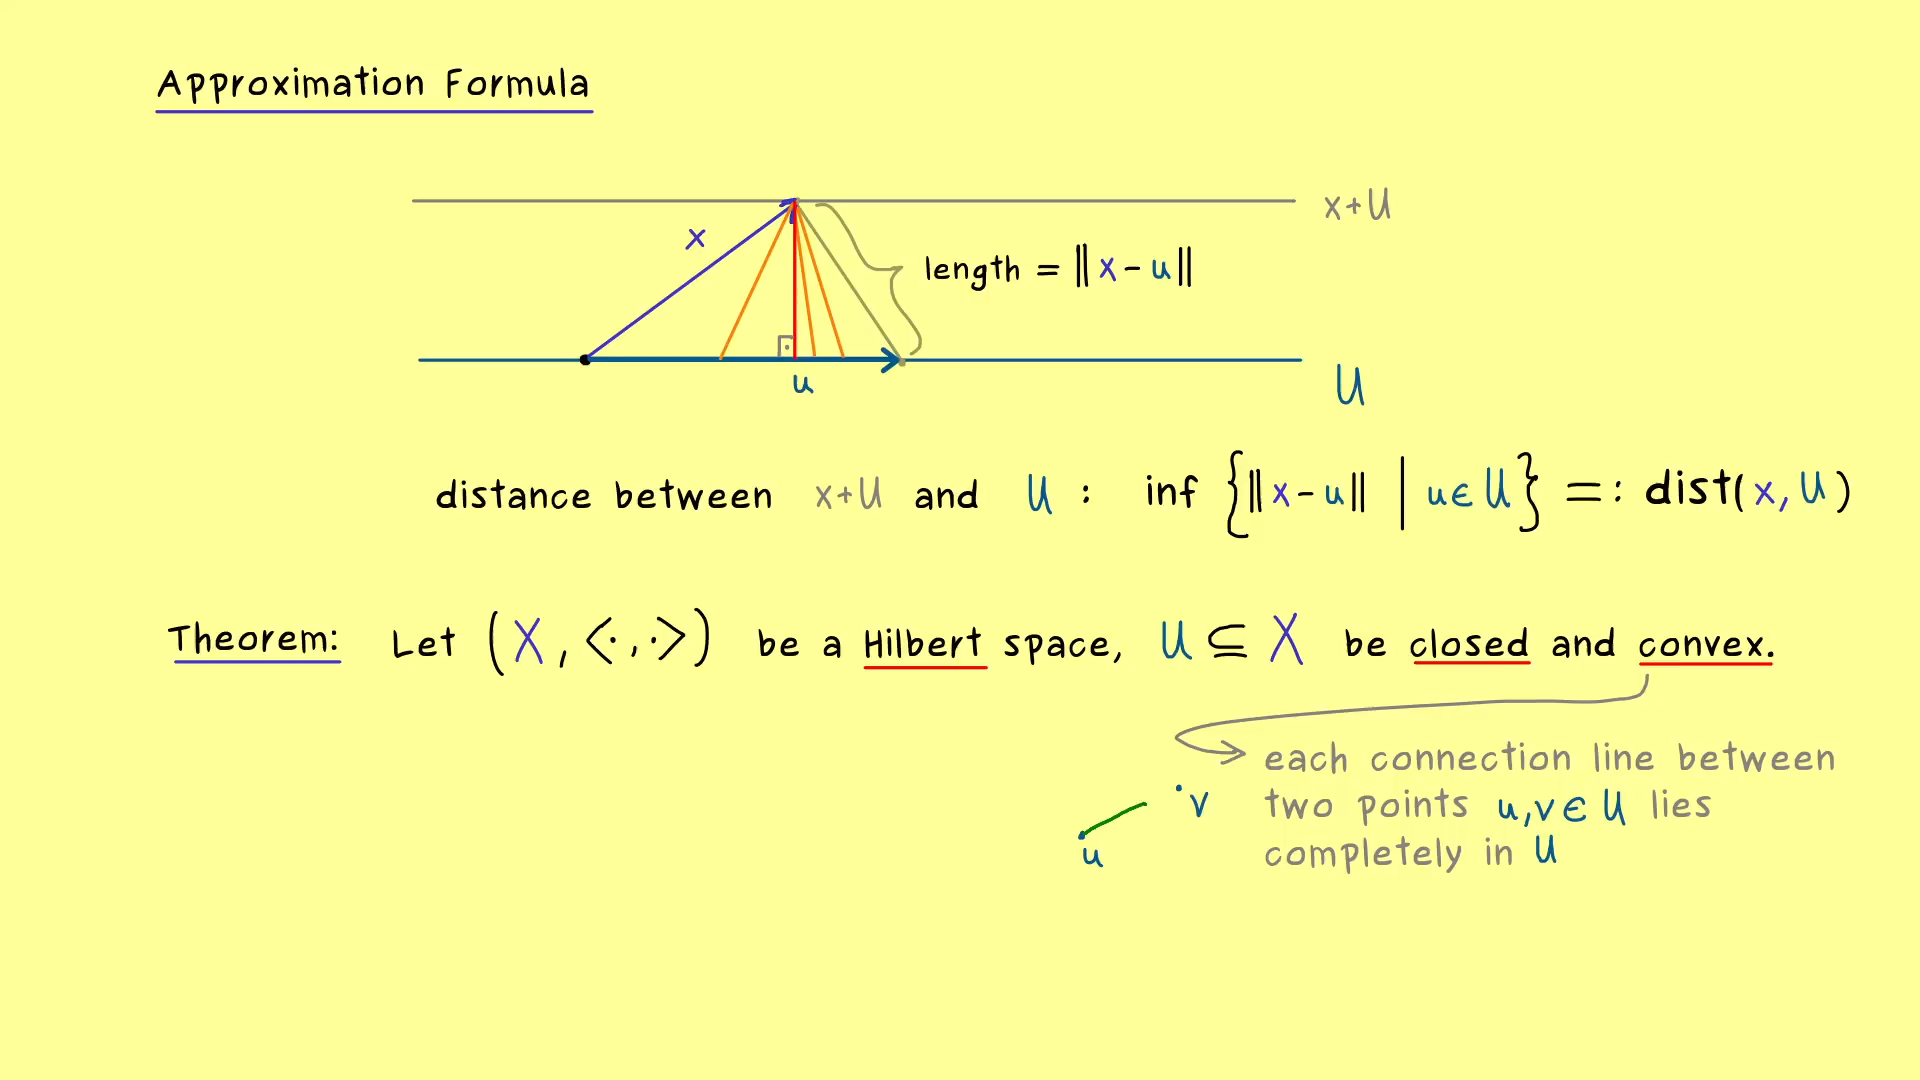 Approximation Formula
x+U
x
length = ‖x-u‖
u
U
distance between x+U and U : inf {‖x-u‖ | u∈U} =: dist(x,U)
Theorem: Let (X, <·,·>) be a Hilbert space, U ⊆ X be closed and convex.
each connection line between
v two points u,v∈U lies
u completely in U